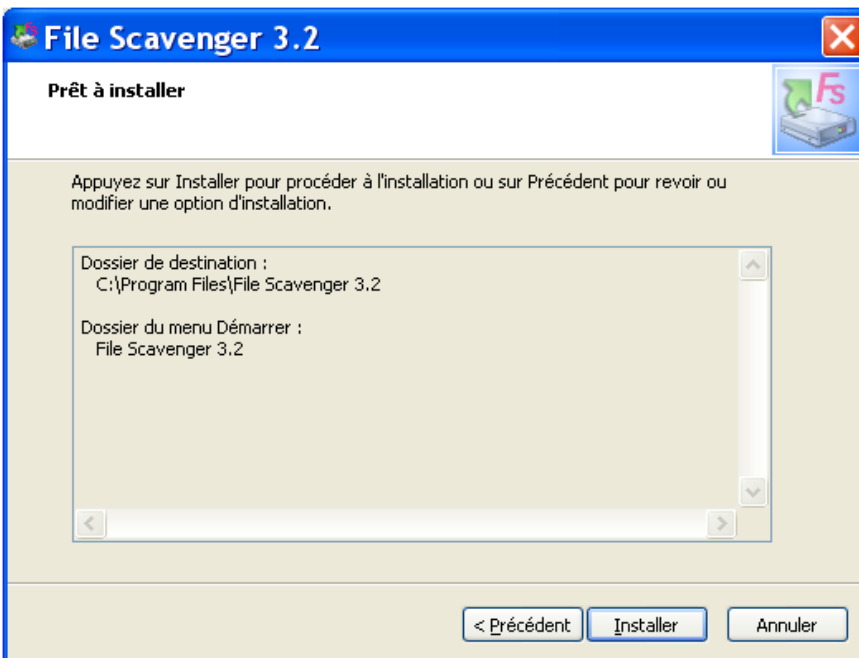 File Scavenger 3.2
Prêt à installer
FS
Appuyez sur Installer pour procéder à l'installation ou sur Précédent pour revoir ou
modifier une option d'installation.
Dossier de destination :
C:\Program Files\File Scavenger 3.2
Dossier du menu Démarrer :
File Scavenger 3.2
< Précédent
Installer
Annuler